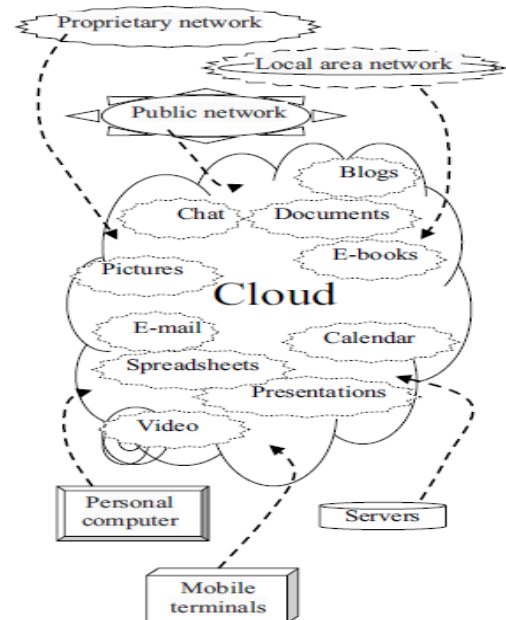 Proprietary network
Local area network
Public network
Blogs
Chat
Documents
E-books
Pictures
Cloud
E-mail
Calendar
Spreadsheets
Presentations
Video
Personal
computer
Servers
Mobile
terminals